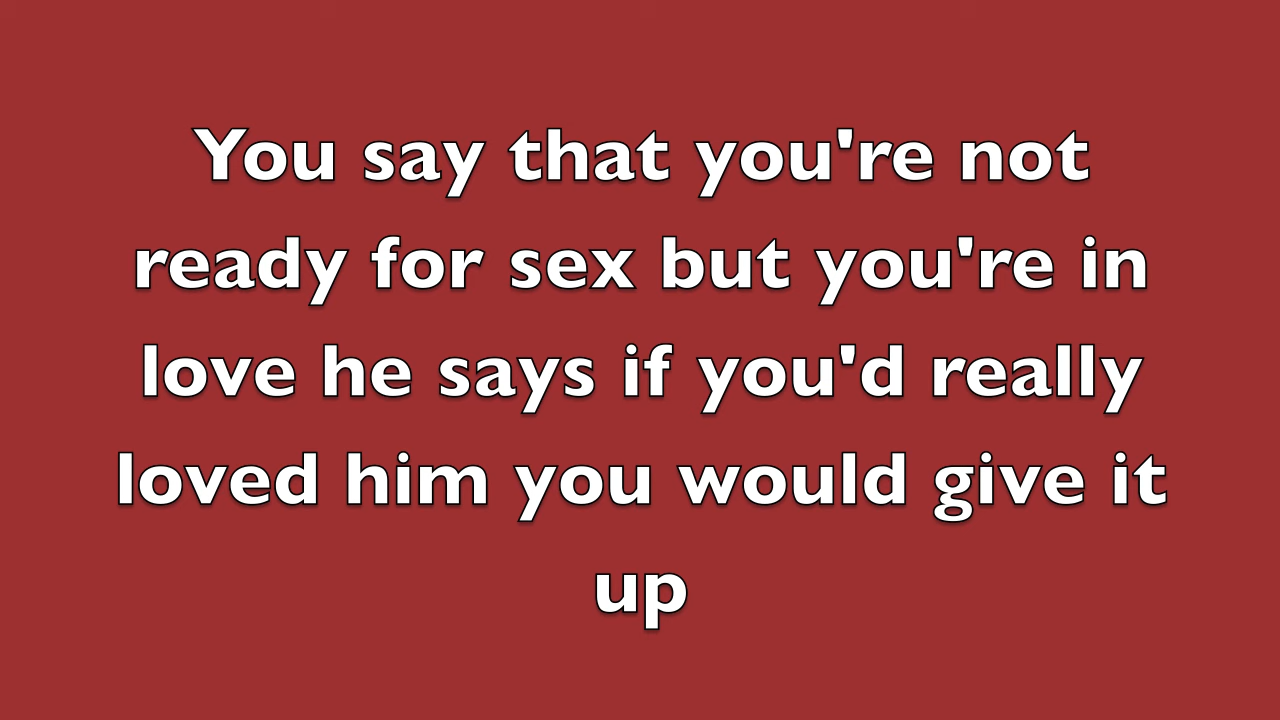 You say that you're not
ready for sex but you're in
love he says if you'd really
loved him you would give it
up